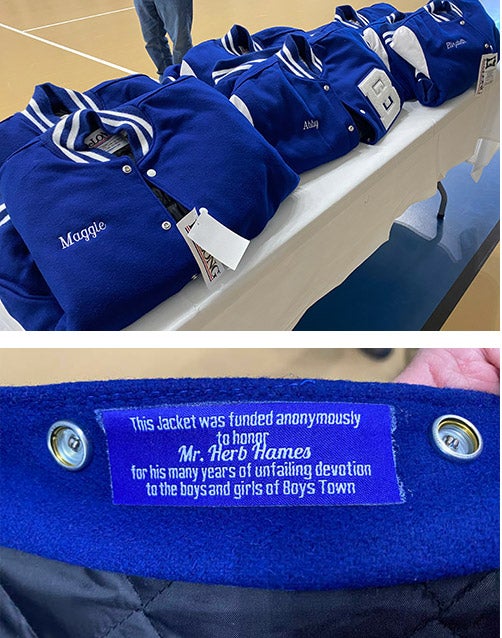 Maggie
Abby
B
This Jacket was funded anonymously
to honor
Mr. Herb Hames
for his many years of unfailing devotion
to the boys and girls of Boys Town